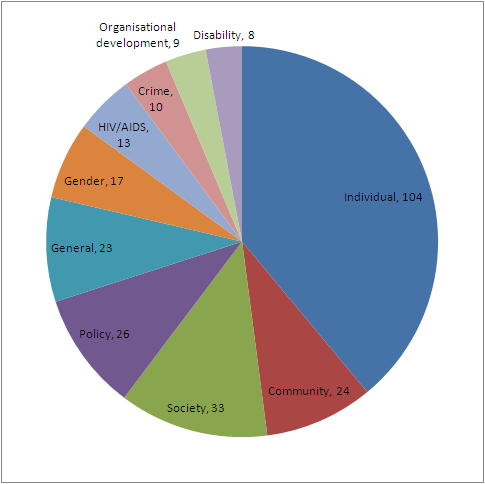 Organisational
development, 9
Disability, 8
Crime,
10
HIV/AIDS,
13
Gender, 17
Individual, 104
General, 23
Policy, 26
Community, 24
Society, 33